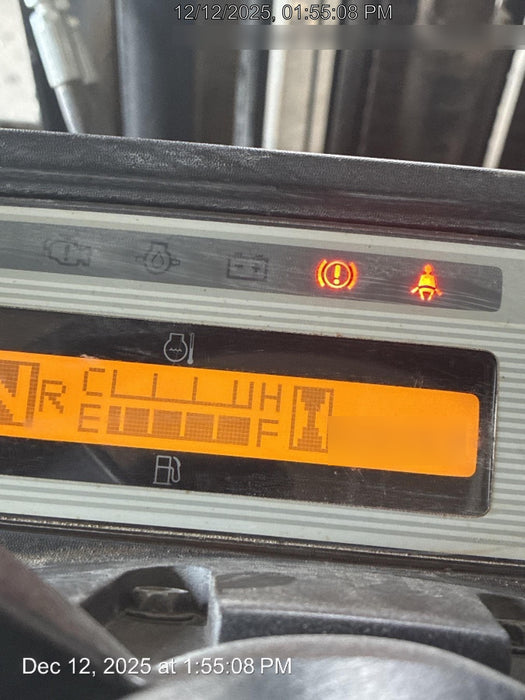 12/12/2025, 01:55:08 PM
R C H
E F
Dec 12, 2025 at 1:55:08 PM